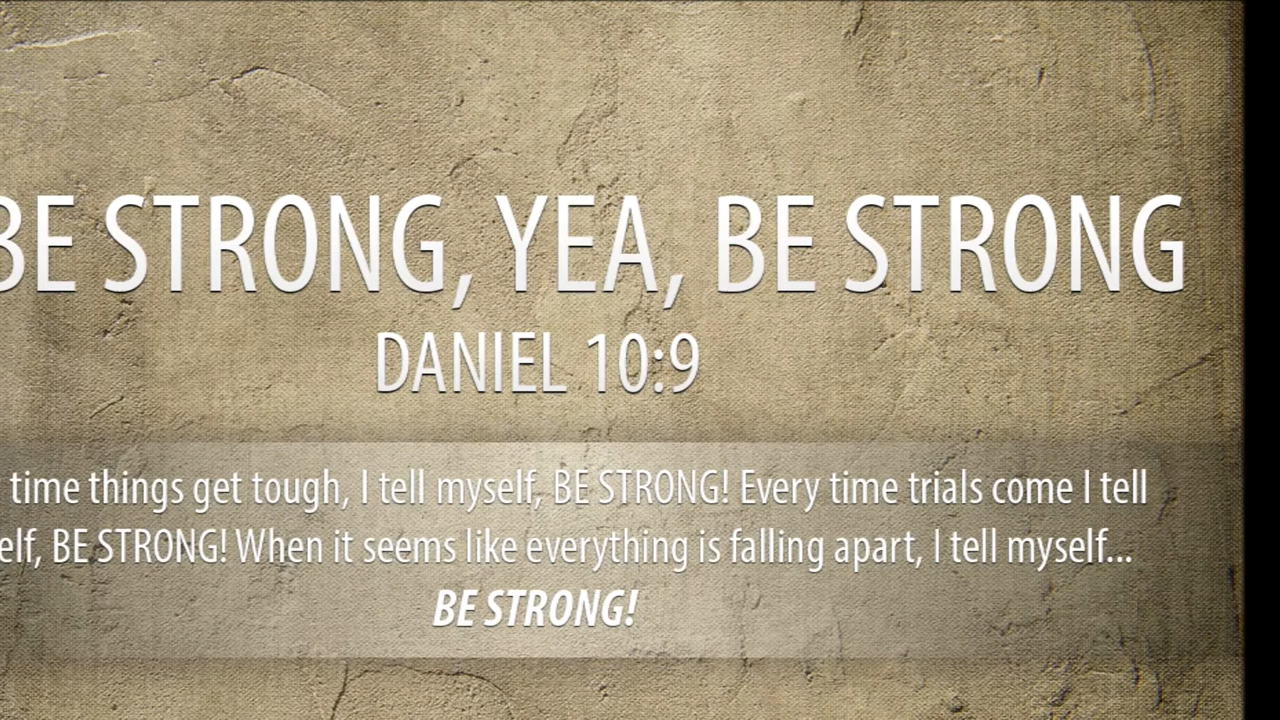 BE STRONG, YEA, BE STRONG
DANIEL 10:9
time things get tough, I tell myself, BE STRONG! Every time trials come I tell
elf, BE STRONG! When it seems like everything is falling apart, I tell myself...
BE STRONG!